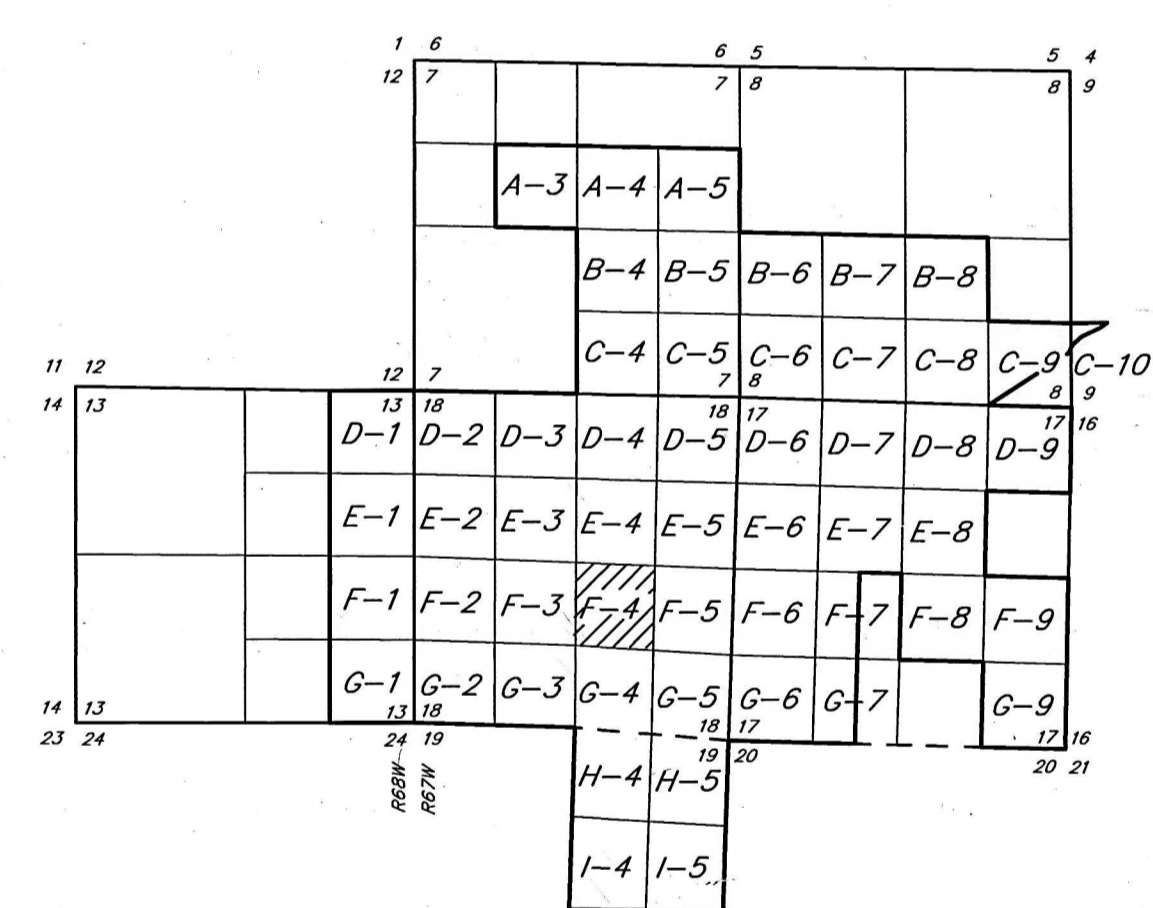 1 6 6 5 5 4
12 7 7 8 8 9
A-3 A-4 A-5
B-4 B-5 B-6 B-7 B-8
C-4 C-5 C-6 C-7 C-8 C-9 C-10
11 12 12 7 7 8 8 9
14 13 13 18 18 17 17 16
D-1 D-2 D-3 D-4 D-5 D-6 D-7 D-8 D-9
E-1 E-2 E-3 E-4 E-5 E-6 E-7 E-8
F-1 F-2 F-3 F-4 F-5 F-6 F-7 F-8 F-9
G-1 G-2 G-3 G-4 G-5 G-6 G-7 G-9
14 13 13 18 18 17 17 16
23 24 24 19 19 20 20 21
R68W
R67W
H-4 H-5
I-4 I-5